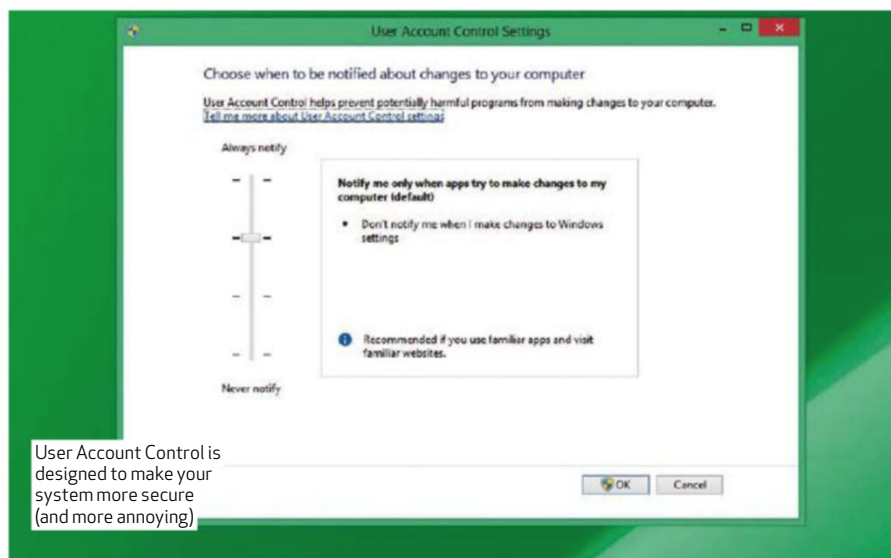 User Account Control Settings
Choose when to be notified about changes to your computer
User Account Control helps prevent potentially harmful programs from making changes to your computer.
Tell me more about User Account Control settings
Always notify
Notify me only when apps try to make changes to my
computer (default)
• Don't notify me when I make changes to Windows
settings
Recommended if you use familiar apps and visit
familiar websites.
Never notify
OK Cancel
User Account Control is
designed to make your
system more secure
(and more annoying)